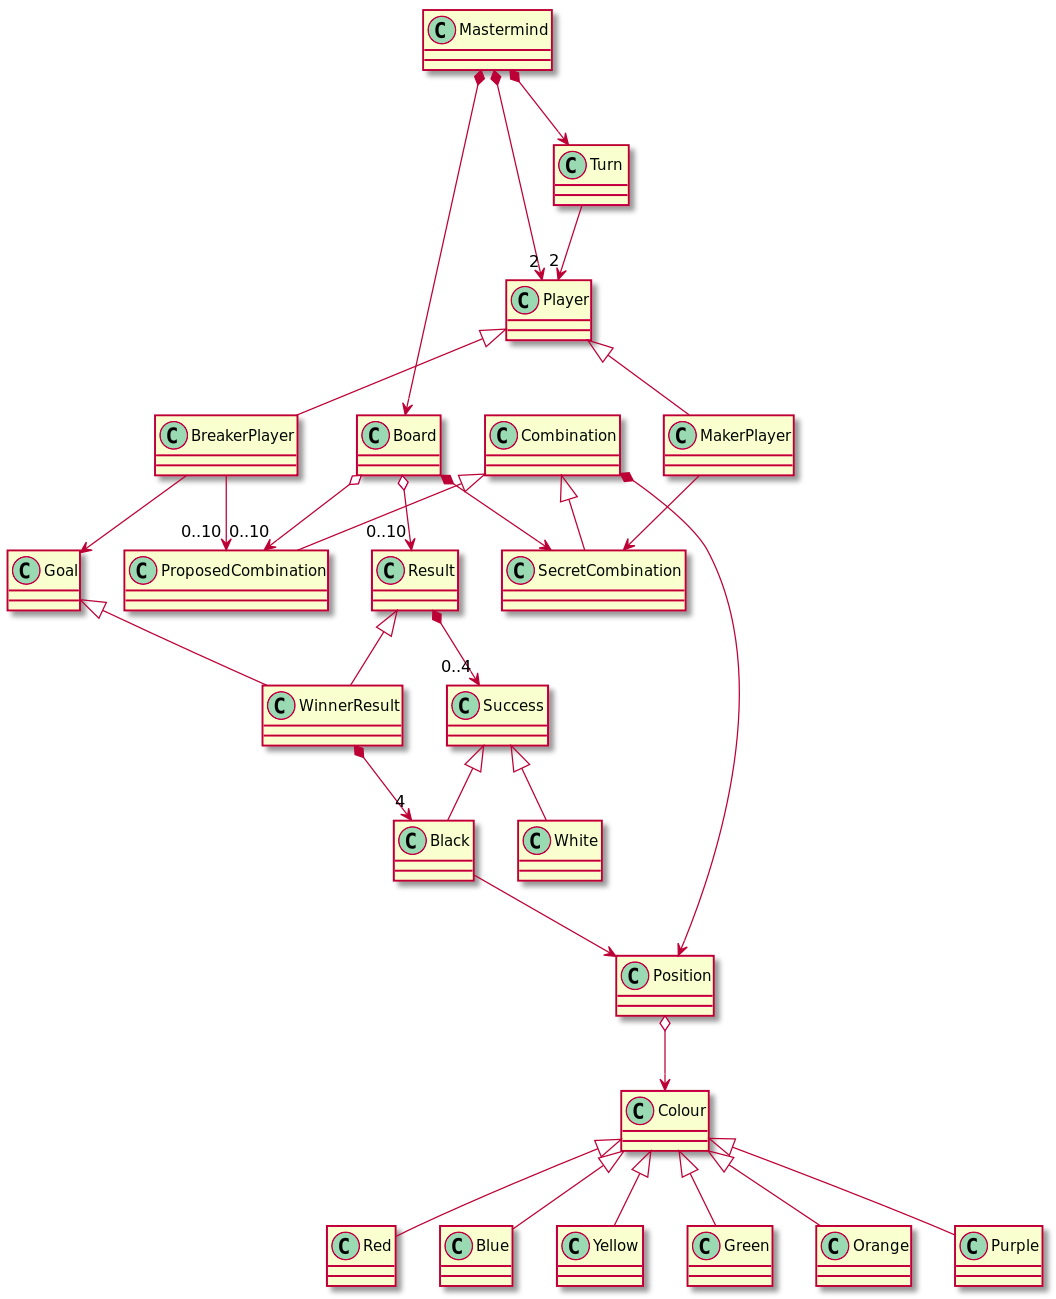 C Mastermind
C Turn
2 2
C Player
C BreakerPlayer
C Board
C Combination
C MakerPlayer
0..10 0..10 0..10
C Goal
C ProposedCombination
C Result
C SecretCombination
0..4
C WinnerResult
C Success
4
C Black
C White
C Position
C Colour
C Red
C Blue
C Yellow
C Green
C Orange
C Purple